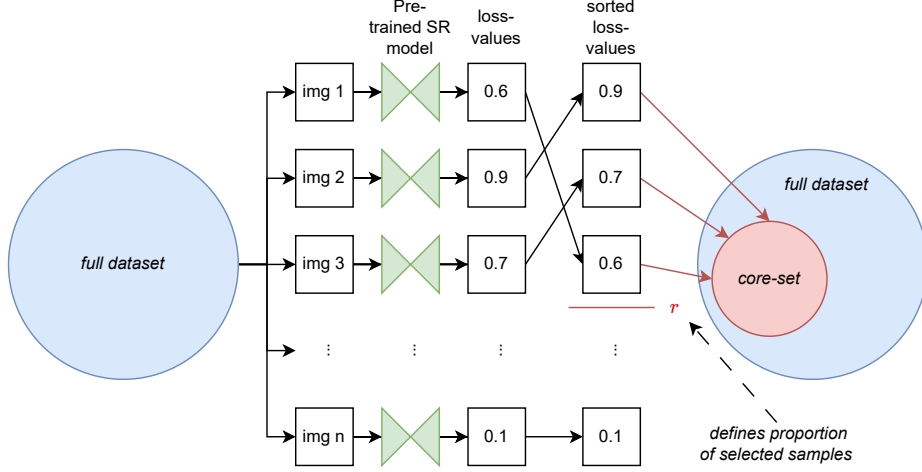 Pre-
trained SR
model
loss-
values
sorted
loss-
values
img 1
0.6
0.9
img 2
0.9
0.7
full dataset
full dataset
img 3
0.7
0.6
core-set
r
⋮ ⋮ ⋮ ⋮
img n
0.1
0.1
defines proportion
of selected samples